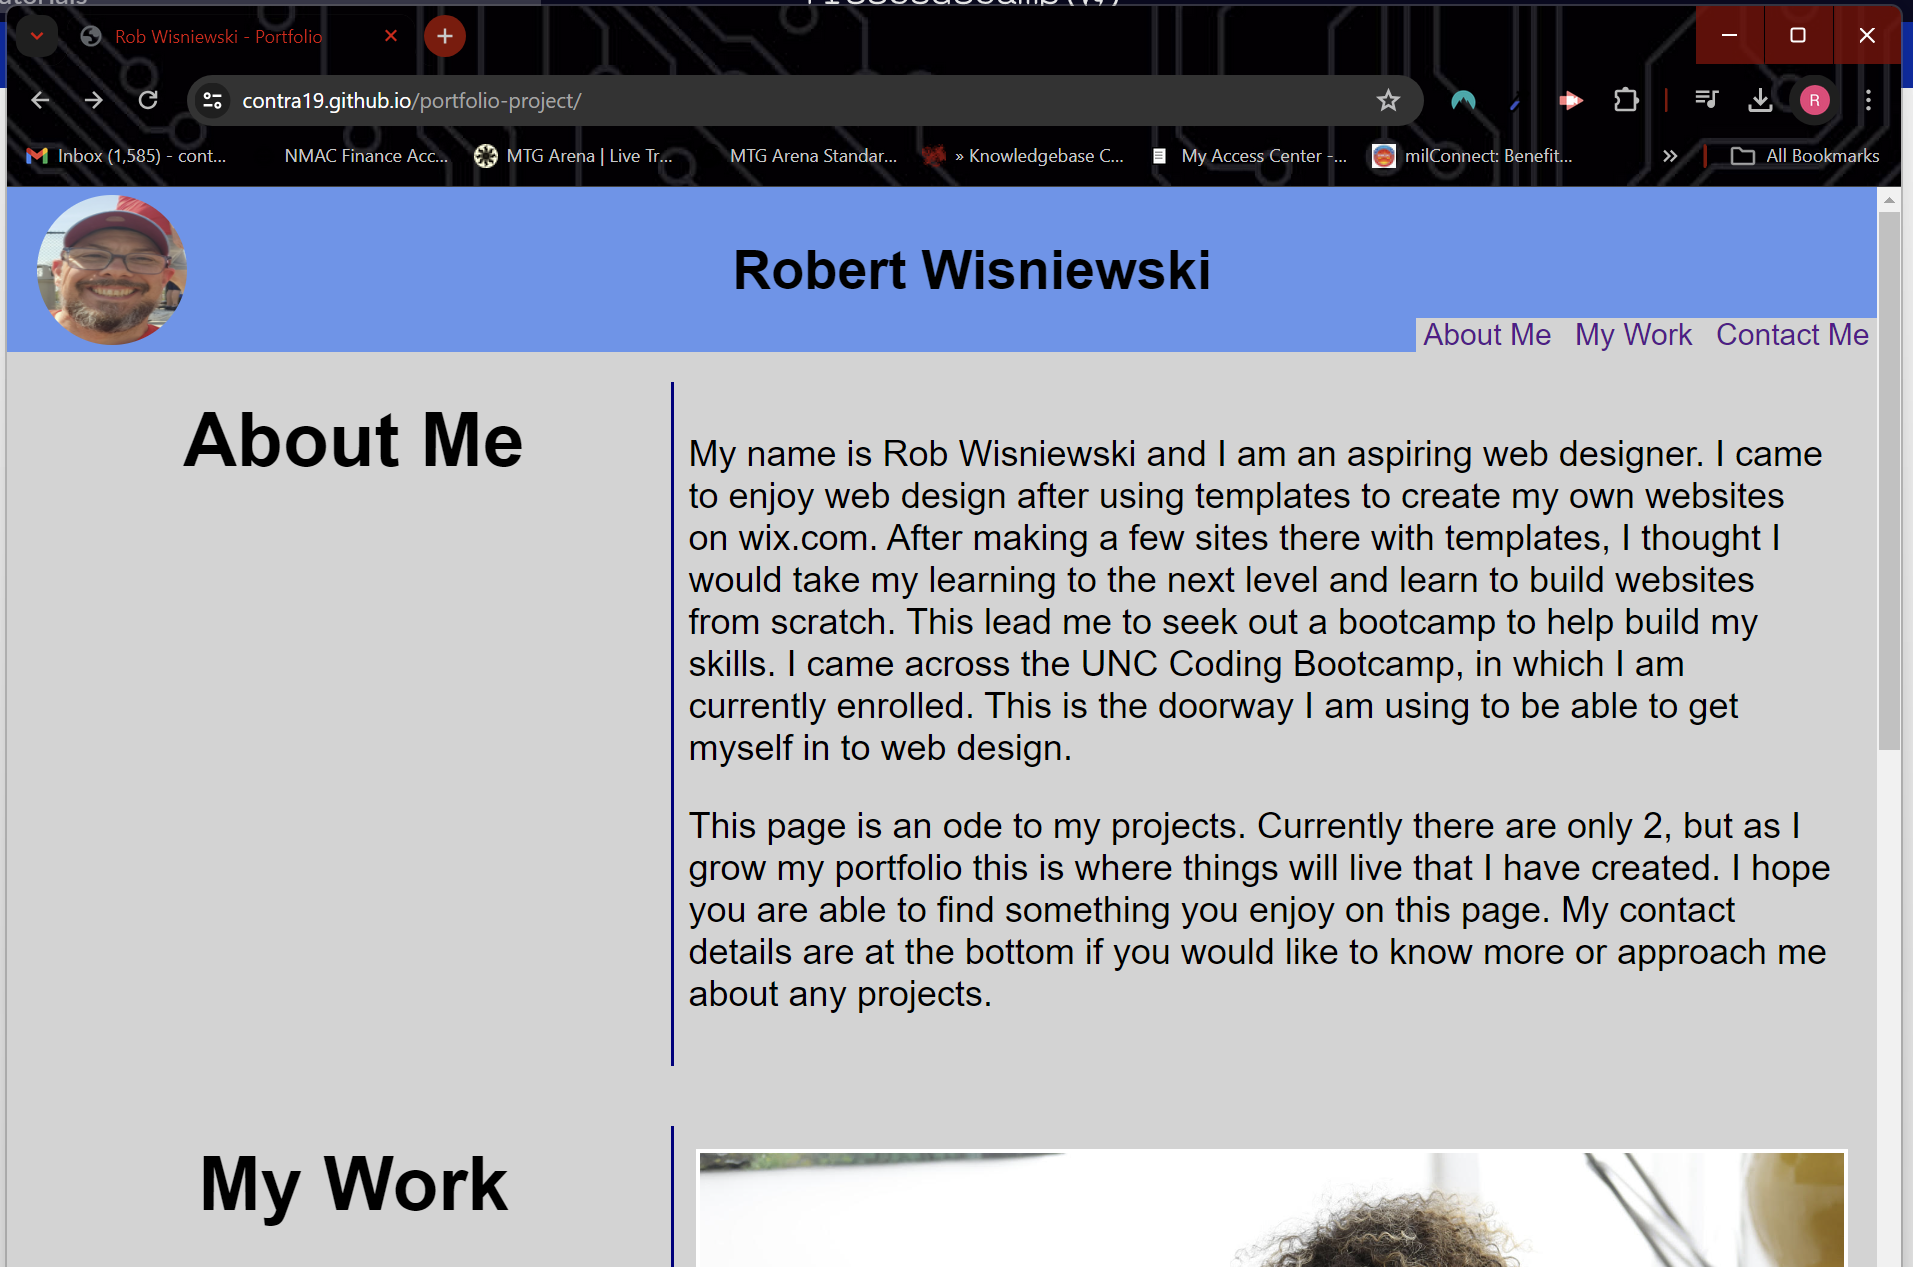 Rob Wisniewski - Portfolio
contra19.github.io/portfolio-project/
R
Inbox (1,585) - cont...
NMAC Finance Acc...
MTG Arena | Live Tr...
MTG Arena Standar...
» Knowledgebase C...
My Access Center -...
milConnect: Benefit...
All Bookmarks
Robert Wisniewski
About Me My Work Contact Me
About Me
My name is Rob Wisniewski and I am an aspiring web designer. I came
to enjoy web design after using templates to create my own websites
on wix.com. After making a few sites there with templates, I thought I
would take my learning to the next level and learn to build websites
from scratch. This lead me to seek out a bootcamp to help build my
skills. I came across the UNC Coding Bootcamp, in which I am
currently enrolled. This is the doorway I am using to be able to get
myself in to web design.
This page is an ode to my projects. Currently there are only 2, but as I
grow my portfolio this is where things will live that I have created. I hope
you are able to find something you enjoy on this page. My contact
details are at the bottom if you would like to know more or approach me
about any projects.
My Work